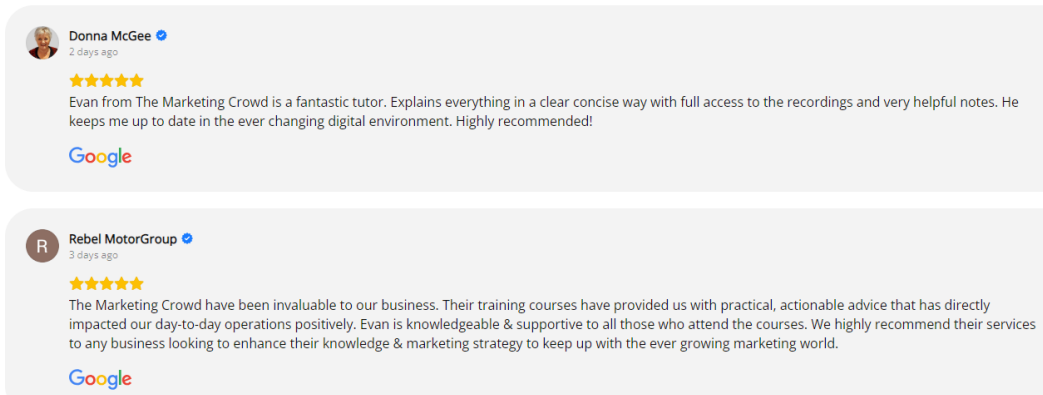 Donna McGee
2 days ago
Evan from The Marketing Crowd is a fantastic tutor. Explains everything in a clear concise way with full access to the recordings and very helpful notes. He
keeps me up to date in the ever changing digital environment. Highly recommended!
Google
R
Rebel MotorGroup
3 days ago
The Marketing Crowd have been invaluable to our business. Their training courses have provided us with practical, actionable advice that has directly
impacted our day-to-day operations positively. Evan is knowledgeable & supportive to all those who attend the courses. We highly recommend their services
to any business looking to enhance their knowledge & marketing strategy to keep up with the ever growing marketing world.
Google